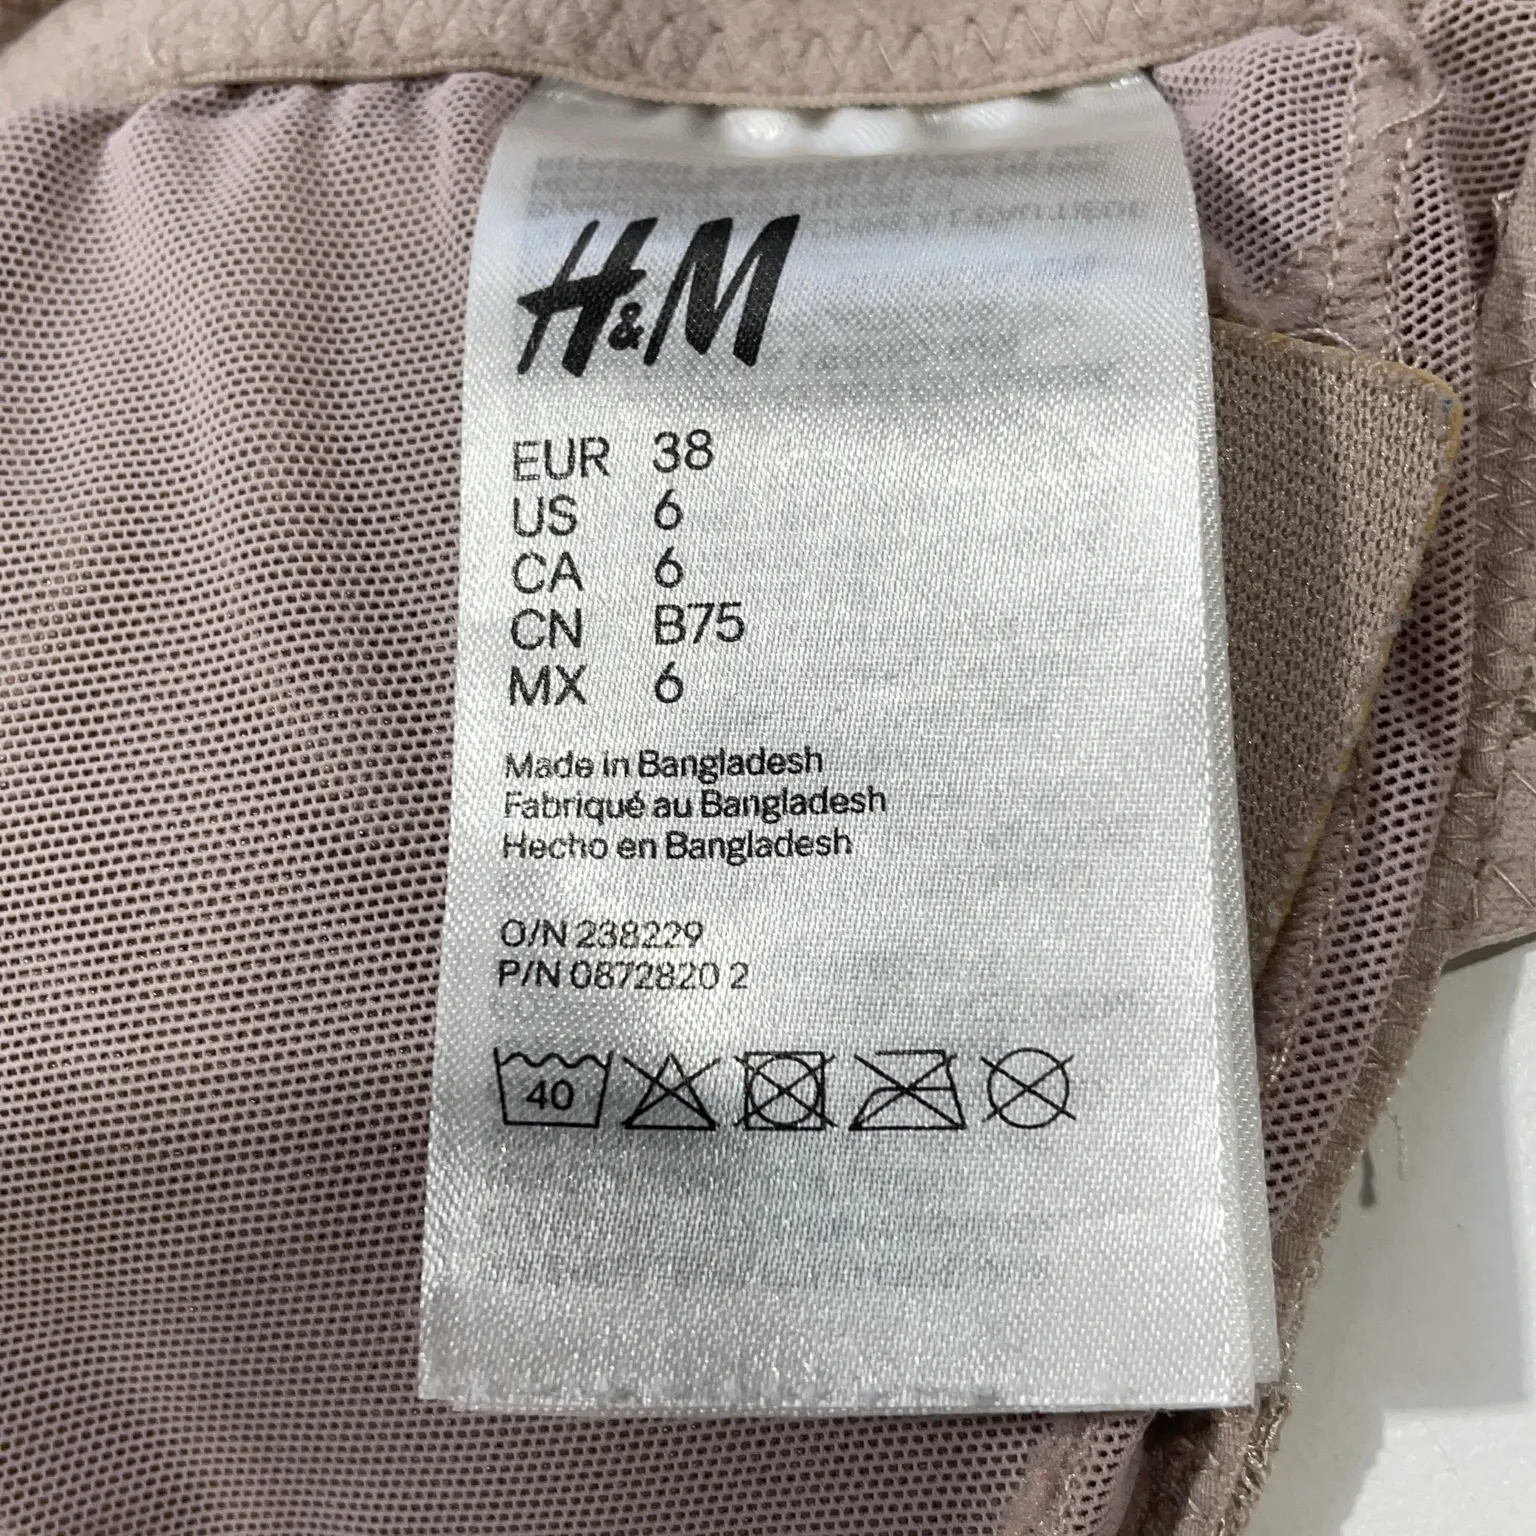 H&M
EUR 38
US 6
CA 6
CN B75
MX 6
Made in Bangladesh
Fabriqué au Bangladesh
Hecho en Bangladesh
O/N 238229
P/N 0872820 2
40